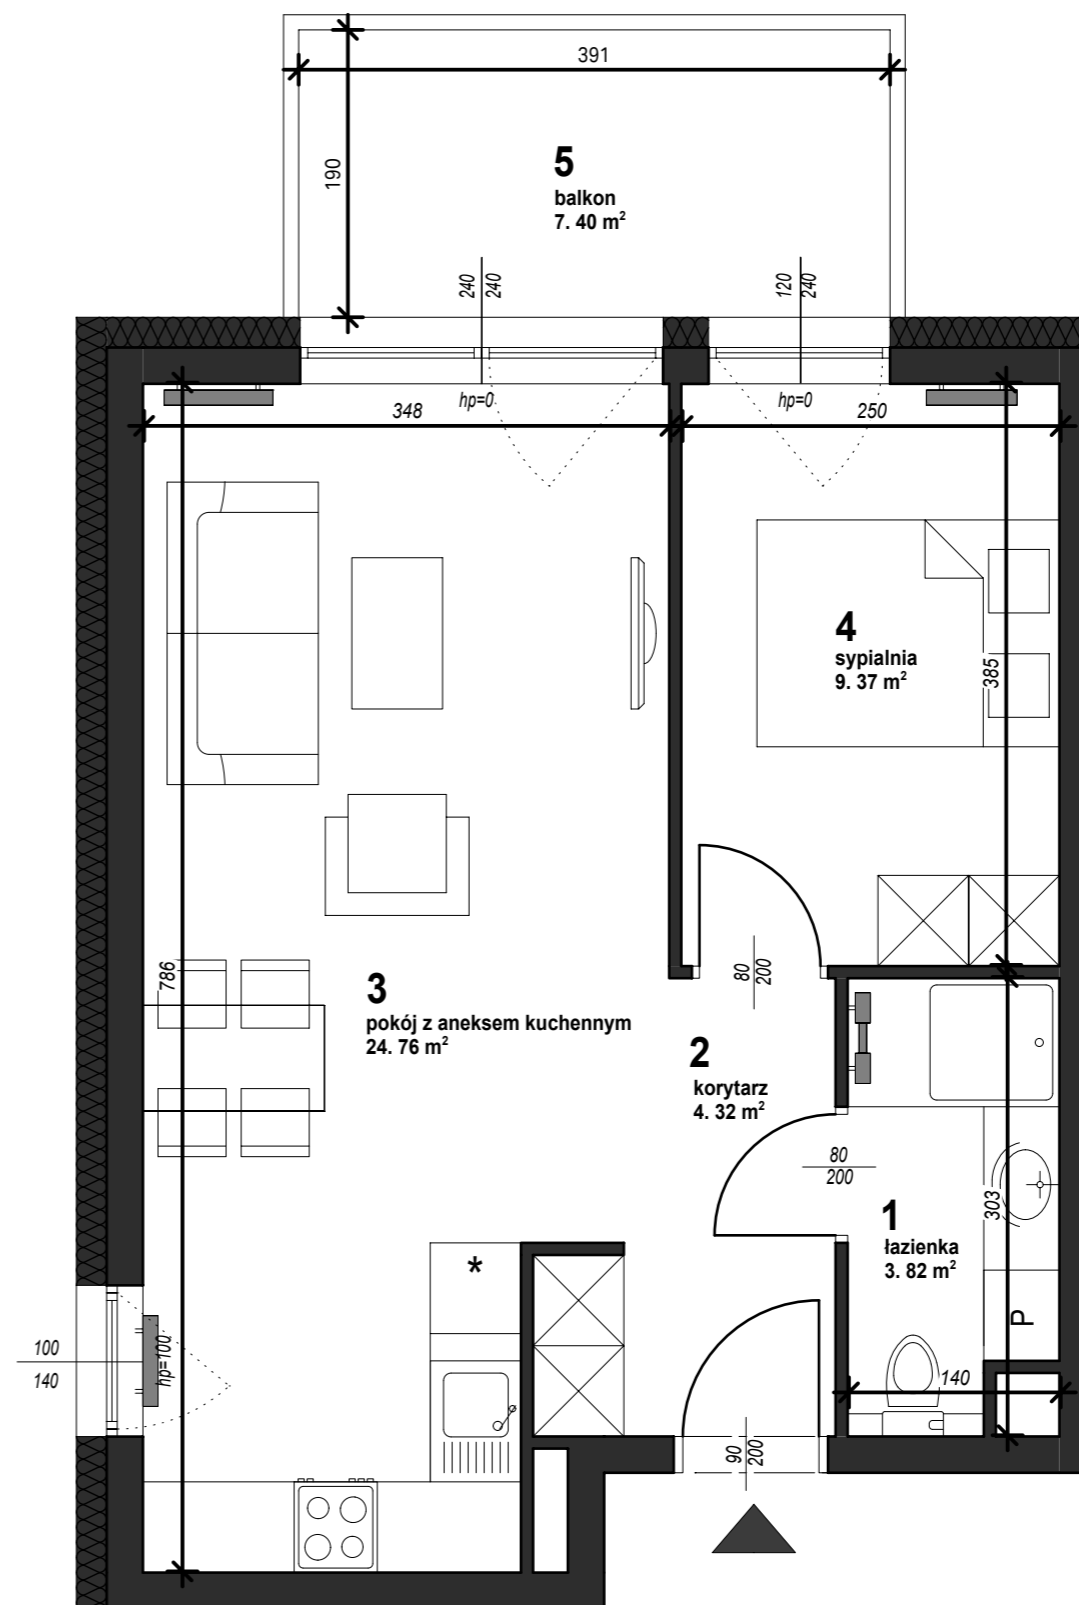 391
190
5
balkon
7. 40 m²
240
240
120
240
hp=0
hp=0
348
250
4
sypialnia
9. 37 m²
385
786
3
pokój z aneksem kuchennym
24. 76 m²
80
200
2
korytarz
4. 32 m²
80
200
303
1
łazienka
3. 82 m²
*
P
100
140
hp=100
140
90
200